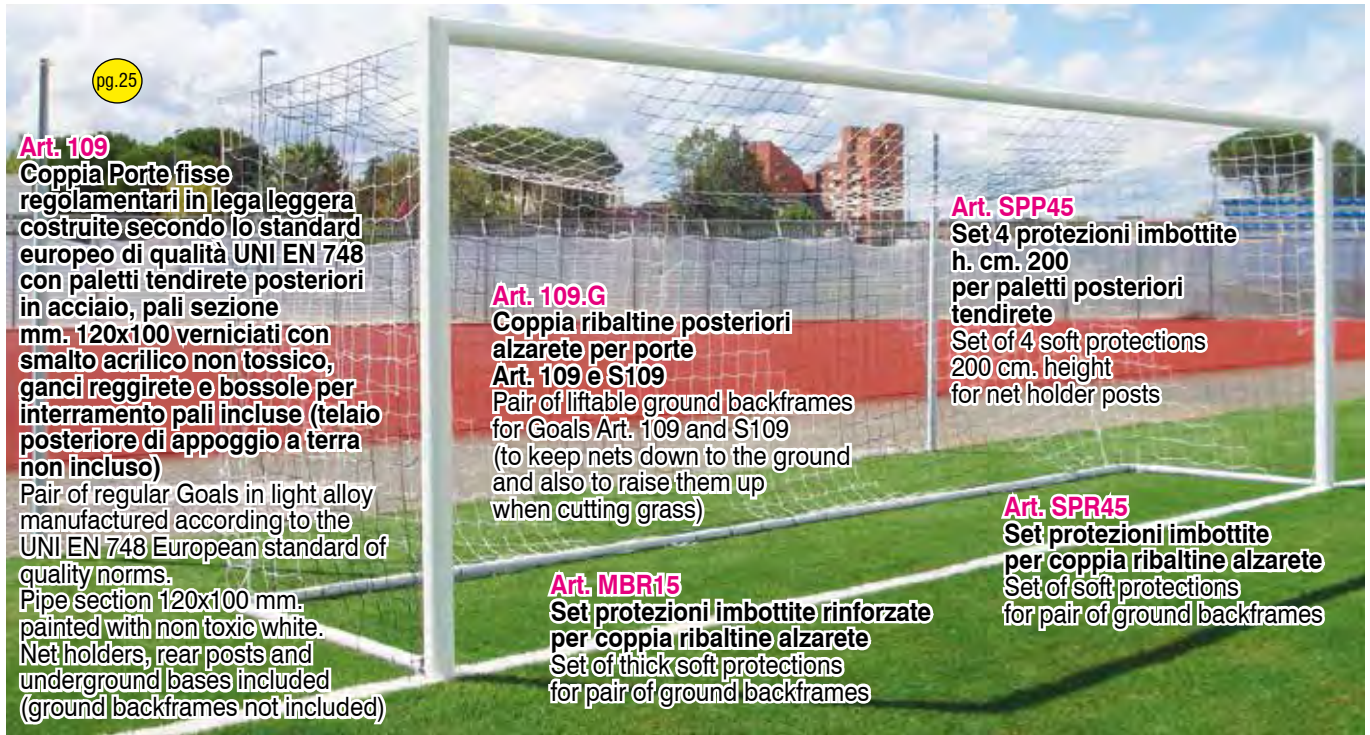 pg.25
Art. 109
Coppia Porte fisse
regolamentari in lega leggera
costruite secondo lo standard
europeo di qualità UNI EN 748
con paletti tendirete posteriori
in acciaio, pali sezione
mm. 120x100 verniciati con
smalto acrilico non tossico,
ganci reggirete e bossole per
interramento pali incluse (telaio
posteriore di appoggio a terra
non incluso)
Pair of regular Goals in light alloy
manufactured according to the
UNI EN 748 European standard of
quality norms.
Pipe section 120x100 mm.
painted with non toxic white.
Net holders, rear posts and
underground bases included
(ground backframes not included)
Art. 109.G
Coppia ribaltine posteriori
alzarete per porte
Art. 109 e S109
Pair of liftable ground backframes
for Goals Art. 109 and S109
(to keep nets down to the ground
and also to raise them up
when cutting grass)
Art. MBR15
Set protezioni imbottite rinforzate
per coppia ribaltine alzarete
Set of thick soft protections
for pair of ground backframes
Art. SPP45
Set 4 protezioni imbottite
h. cm. 200
per paletti posteriori
tendirete
Set of 4 soft protections
200 cm. height
for net holder posts
Art. SPR45
Set protezioni imbottite
per coppia ribaltine alzarete
Set of soft protections
for pair of ground backframes